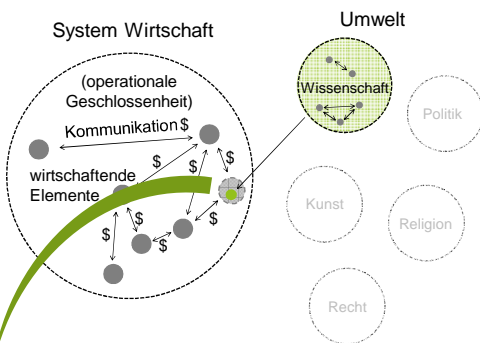 System Wirtschaft
Umwelt
(operationale
Geschlossenheit)
Kommunikation $
wirtschaftende
Elemente
$
$
$
$
$
$
$
Wissenschaft
Politik
Kunst
Religion
Recht